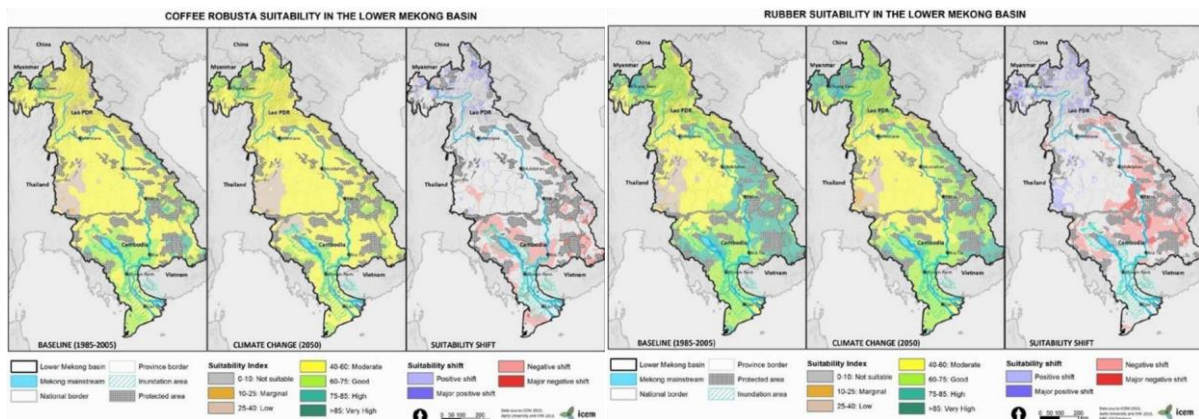 COFFEE ROBUSTA SUITABILITY IN THE LOWER MEKONG BASIN
China
Myanmar
Lao PDR
Thailand
Cambodia
Vietnam
BASELINE (1985-2005)
China
Myanmar
Lao PDR
Thailand
Cambodia
Vietnam
CLIMATE CHANGE (2050)
China
Myanmar
Lao PDR
Thailand
Cambodia
Vietnam
SUITABILITY SHIFT
Lower Mekong basin
Mekong mainstream
National border
Province border
Inundation area
Protected area
Suitability Index
0-10: Not suitable
10-25: Marginal
25-40: Low
40-60: Moderate
60-75: Good
75-85: High
>85: Very High
Suitability shift
Positive shift
Major positive shift
Negative shift
Major negative shift
0 50 100 200
icem
RUBBER SUITABILITY IN THE LOWER MEKONG BASIN
China
Myanmar
Lao PDR
Thailand
Cambodia
Vietnam
BASELINE (1985-2005)
China
Myanmar
Lao PDR
Thailand
Cambodia
Vietnam
CLIMATE CHANGE (2050)
China
Myanmar
Lao PDR
Thailand
Cambodia
Vietnam
SUITABILITY SHIFT
Lower Mekong basin
Mekong mainstream
National border
Province border
Inundation area
Protected area
Suitability Index
0-10: Not suitable
10-25: Marginal
25-40: Low
40-60: Moderate
60-75: Good
75-85: High
>85: Very High
Suitability shift
Positive shift
Major positive shift
Negative shift
Major negative shift
0 50 100 200
icem